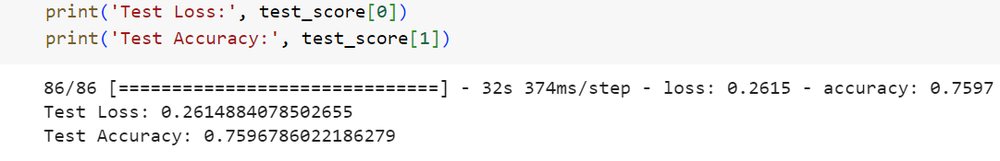 print('Test Loss:', test_score[0])
print('Test Accuracy:', test_score[1])
86/86 [==============================] - 32s 374ms/step - loss: 0.2615 - accuracy: 0.7597
Test Loss: 0.2614884078502655
Test Accuracy: 0.7596786022186279